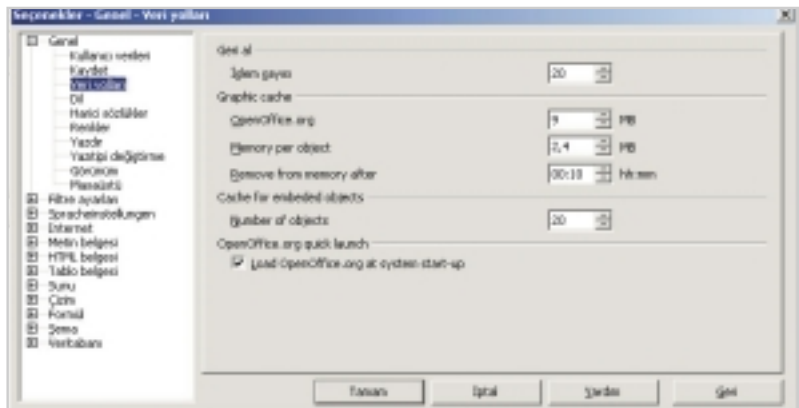 Seçenekler - Genel - Veri yolları
Genel
Kullanıcı verileri
Kaydet
Veri yolları
Dil
Harici sözlükler
Renkler
Yazdır
Yazıtipi değiştirme
Görünüm
Filtre ayarları
Spracheinstellungen
Internet
Metin belgesi
HTML belgesi
Tablo belgesi
Sunu
Çizim
Formül
Şema
Veritabanı
Geri al
İşlem sayısı 20
Graphic cache
OpenOffice.org 9 MB
Memory per object 2,4 MB
Remove from memory after 00:10 hh:mm
Cache for embedded objects
Number of objects 20
OpenOffice.org quick launch
Load OpenOffice.org at system start-up
Tamam
İptal
Yardım
Geri